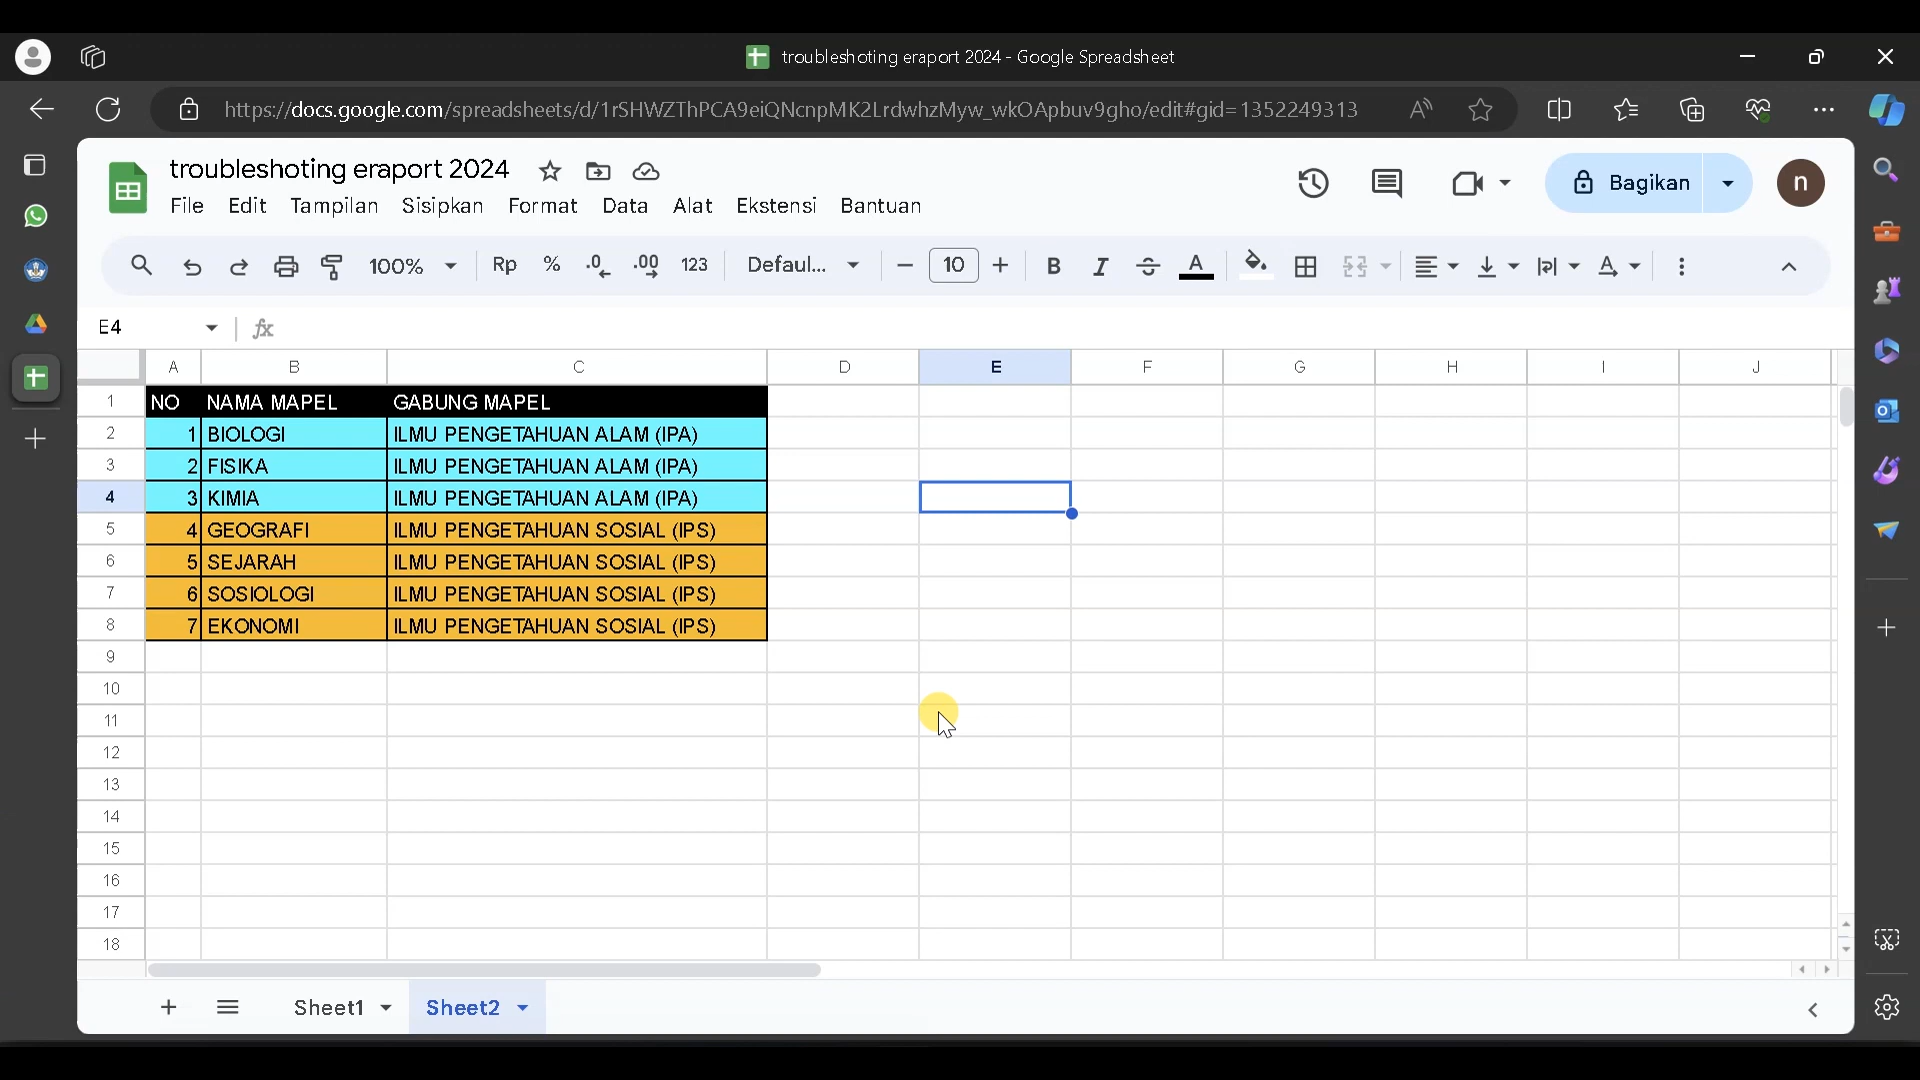 troubleshoting eraport 2024 - Google Spreadsheet
https://docs.google.com/spreadsheets/d/1rSHWZThPCA9eiQNcnpMK2LrdwhzMyw_wkOApbuv9gho/edit#gid=1352249313
troubleshoting eraport 2024
File Edit Tampilan Sisipkan Format Data Alat Ekstensi Bantuan
Bagikan
n
100% Rp % .0 .00 123 Defaul... 10 B I A A
E4 fx
A B C D E F G H I J
1 NO NAMA MAPEL GABUNG MAPEL
2 1 BIOLOGI ILMU PENGETAHUAN ALAM (IPA)
3 2 FISIKA ILMU PENGETAHUAN ALAM (IPA)
4 3 KIMIA ILMU PENGETAHUAN ALAM (IPA)
5 4 GEOGRAFI ILMU PENGETAHUAN SOSIAL (IPS)
6 5 SEJARAH ILMU PENGETAHUAN SOSIAL (IPS)
7 6 SOSIOLOGI ILMU PENGETAHUAN SOSIAL (IPS)
8 7 EKONOMI ILMU PENGETAHUAN SOSIAL (IPS)
9
10
11
12
13
14
15
16
17
18
Sheet1 Sheet2